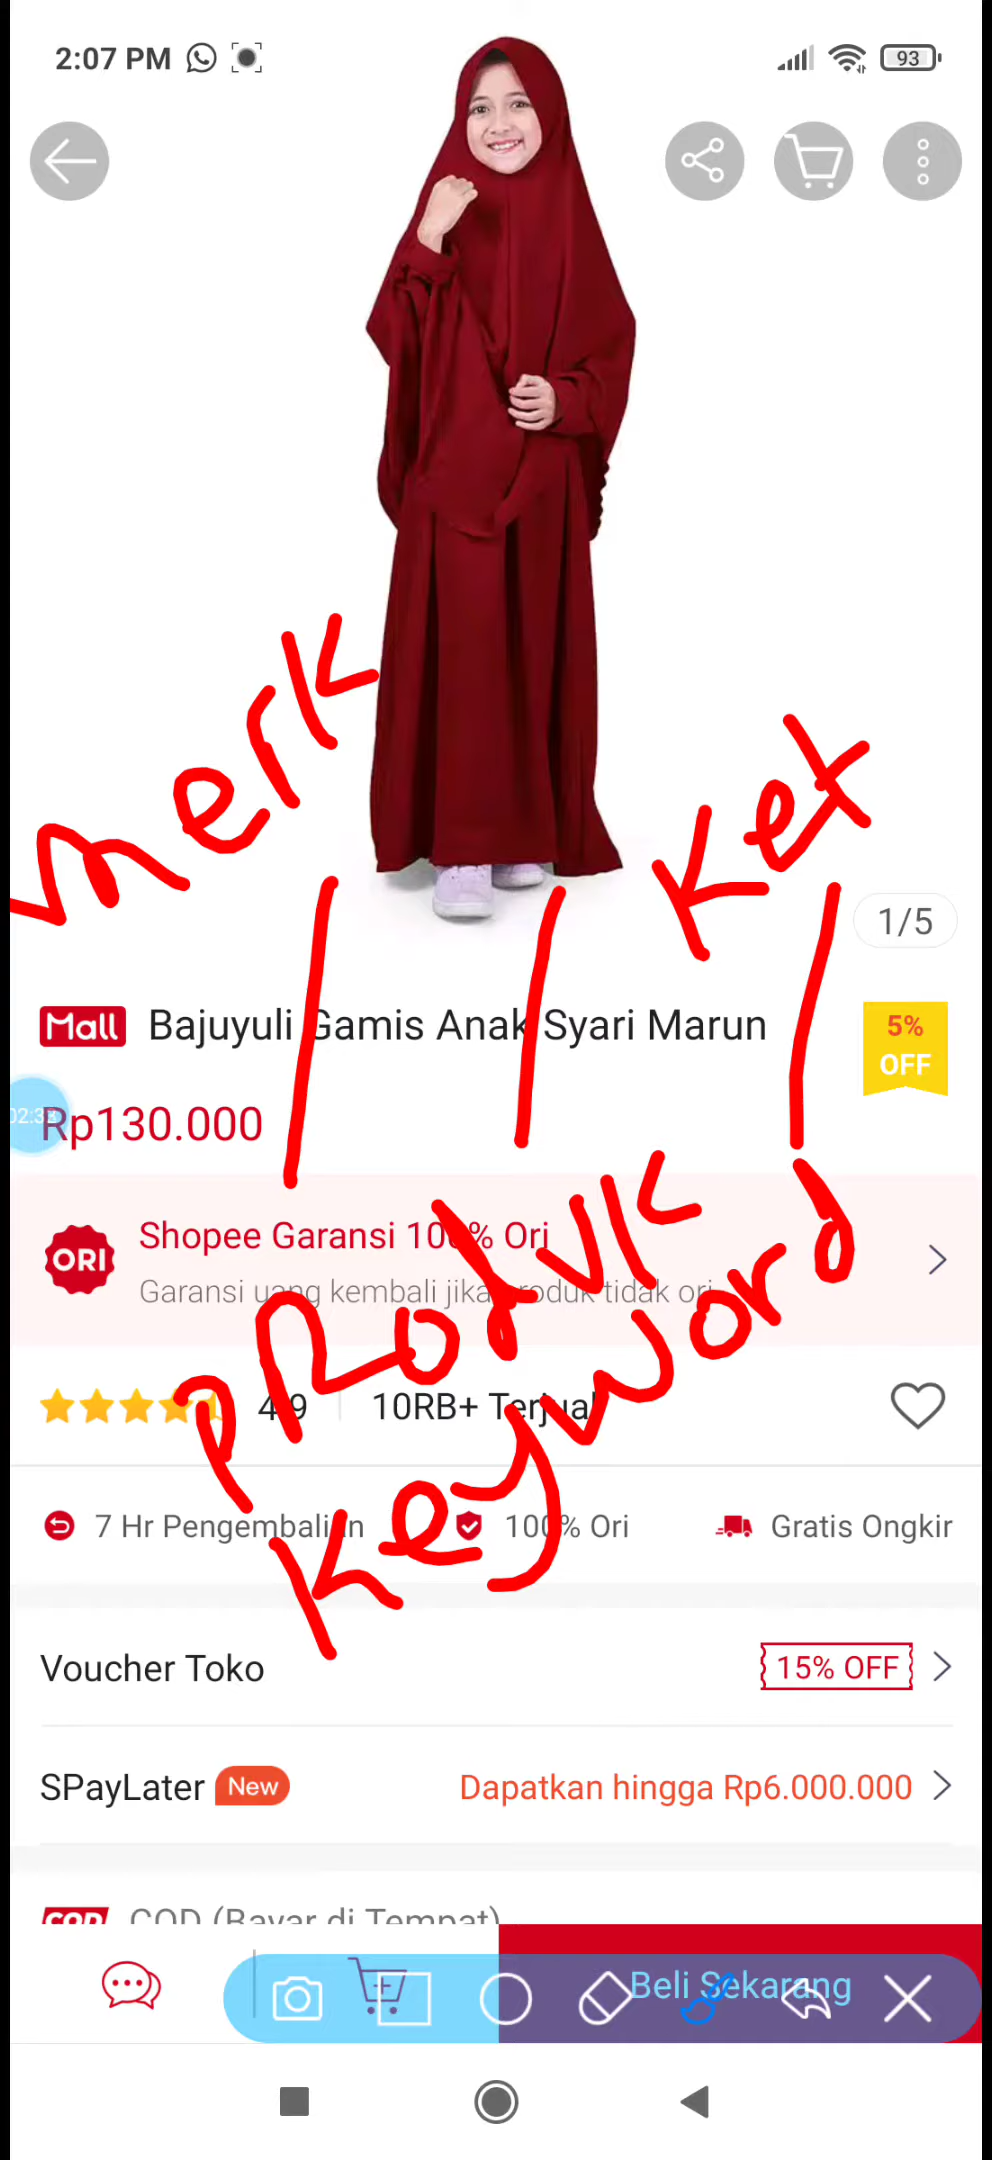 2:07 PM
93
merk
Ket
1/5
Mall Bajuyuli Gamis Anak Syari Marun
5%
OFF
02:38
Rp130.000
Shopee Garansi 100% Ori
ORI
Garansi uang kembali jika produk tidak ori
PRodUK
4.9
10RB+ Terjual
Keyword
7 Hr Pengembalian
100% Ori
Gratis Ongkir
Voucher Toko
15% OFF
SPayLater New
Dapatkan hingga Rp6.000.000
COD COD (Bayar di Tempat)
Beli Sekarang